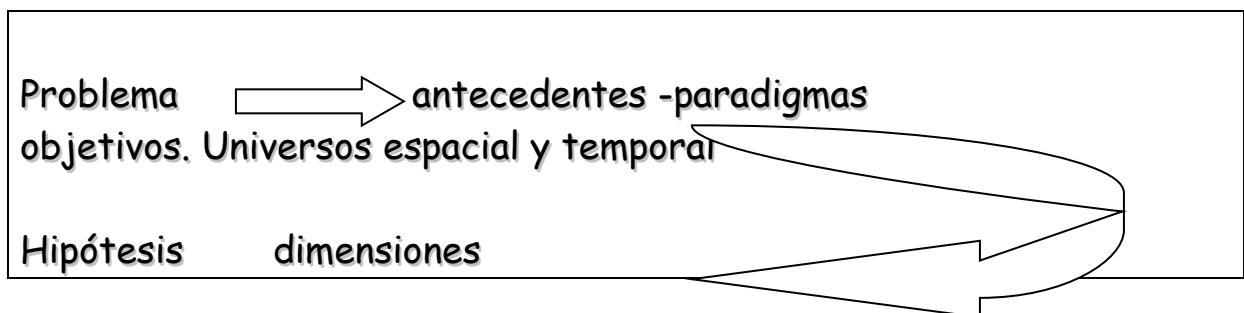 Problema antecedentes -paradigmas
objetivos. Universos espacial y temporal
Hipótesis dimensiones